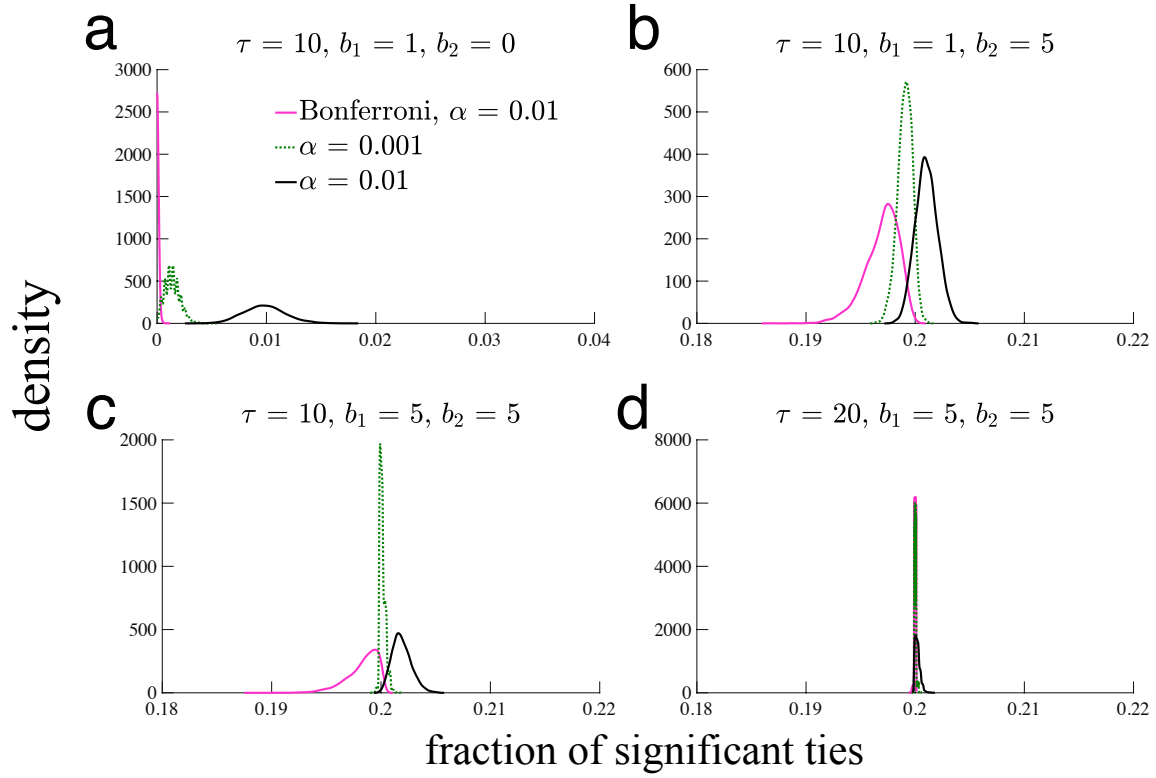 a
τ = 10, b₁ = 1, b₂ = 0
3000
2500
2000
1500
1000
500
0
0 0.01 0.02 0.03 0.04
Bonferroni, α = 0.01
α = 0.001
α = 0.01
b
τ = 10, b₁ = 1, b₂ = 5
600
500
400
300
200
100
0
0.18 0.19 0.2 0.21 0.22
density
c
τ = 10, b₁ = 5, b₂ = 5
2000
1500
1000
500
0
0.18 0.19 0.2 0.21 0.22
d
τ = 20, b₁ = 5, b₂ = 5
8000
6000
4000
2000
0
0.18 0.19 0.2 0.21 0.22
fraction of significant ties